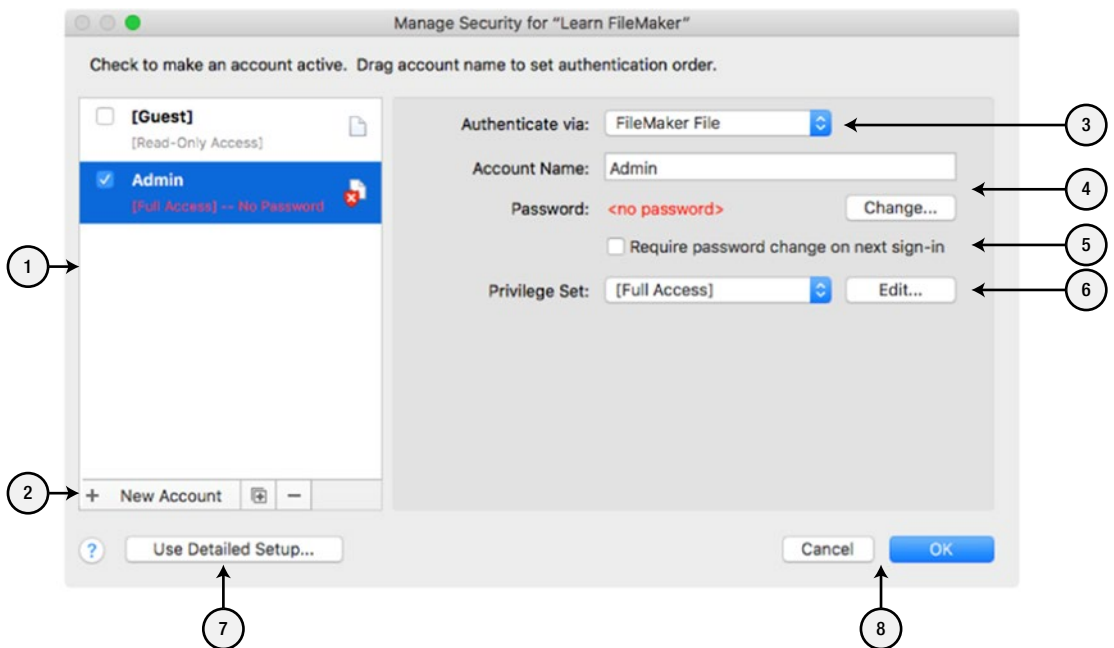 Manage Security for "Learn FileMaker"
Check to make an account active. Drag account name to set authentication order.
[Guest]
[Read-Only Access]
Admin
[Full Access] -- No Password
Authenticate via: FileMaker File
3
Account Name: Admin
4
Password: <no password> Change...
Require password change on next sign-in
5
1
Privilege Set: [Full Access] Edit...
6
2
+ New Account −
? Use Detailed Setup... Cancel OK
7
8